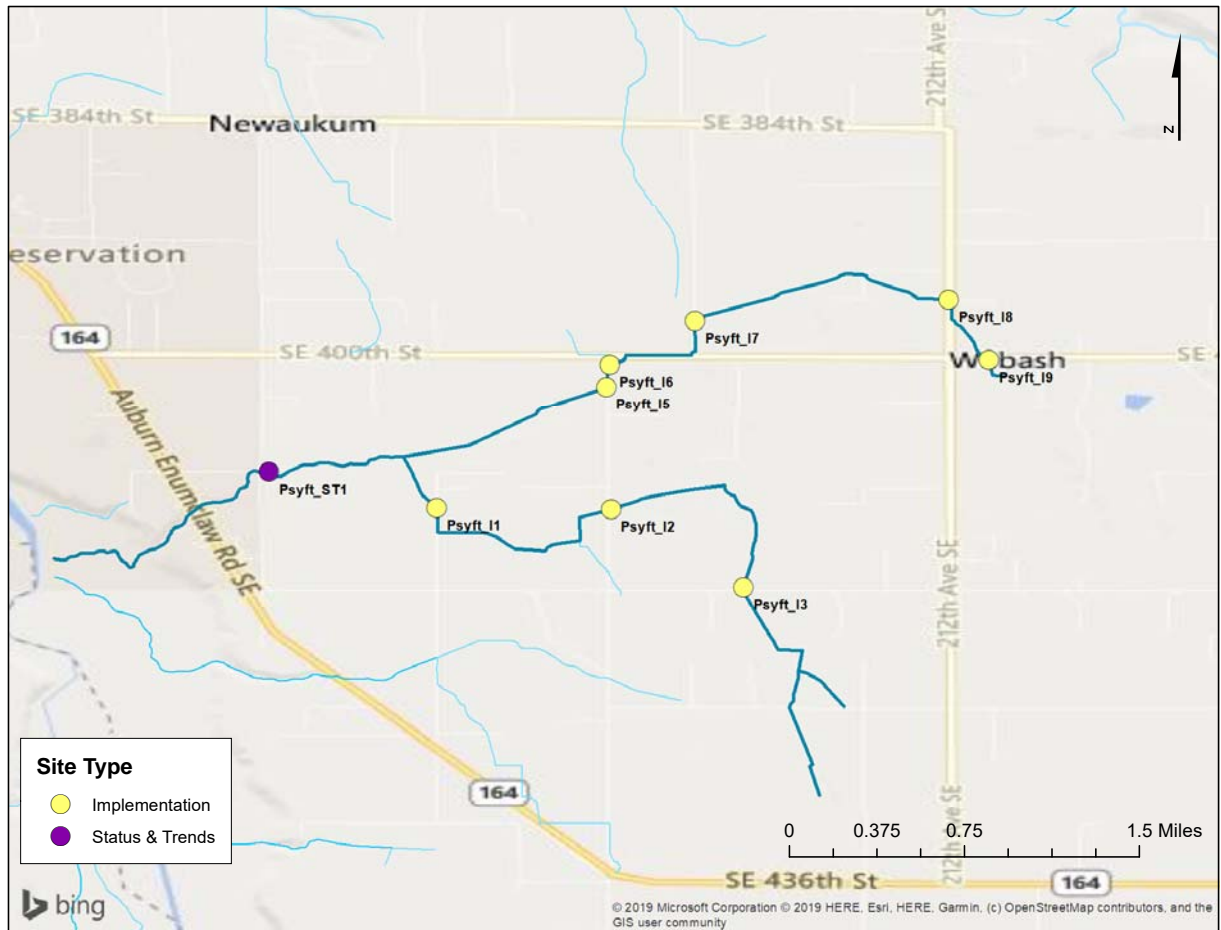 212th Ave S
SE 384th St
Newaukum
SE 384th St
N
eservation
164
SE 400th St
SE 4
Psyft_I8
Psyft_I7
Wabash
Psyft_I9
Psyft_I6
Psyft_I5
Auburn Enumclaw Rd SE
Psyft_ST1
Psyft_I1
Psyft_I2
Psyft_I3
212th Ave SE
Site Type
Implementation
Status & Trends
164
212th Ave SE
0 0.375 0.75 1.5 Miles
SE 436th St
164
bing
© 2019 Microsoft Corporation © 2019 HERE, Esri, HERE, Garmin, (c) OpenStreetMap contributors, and the
GIS user community